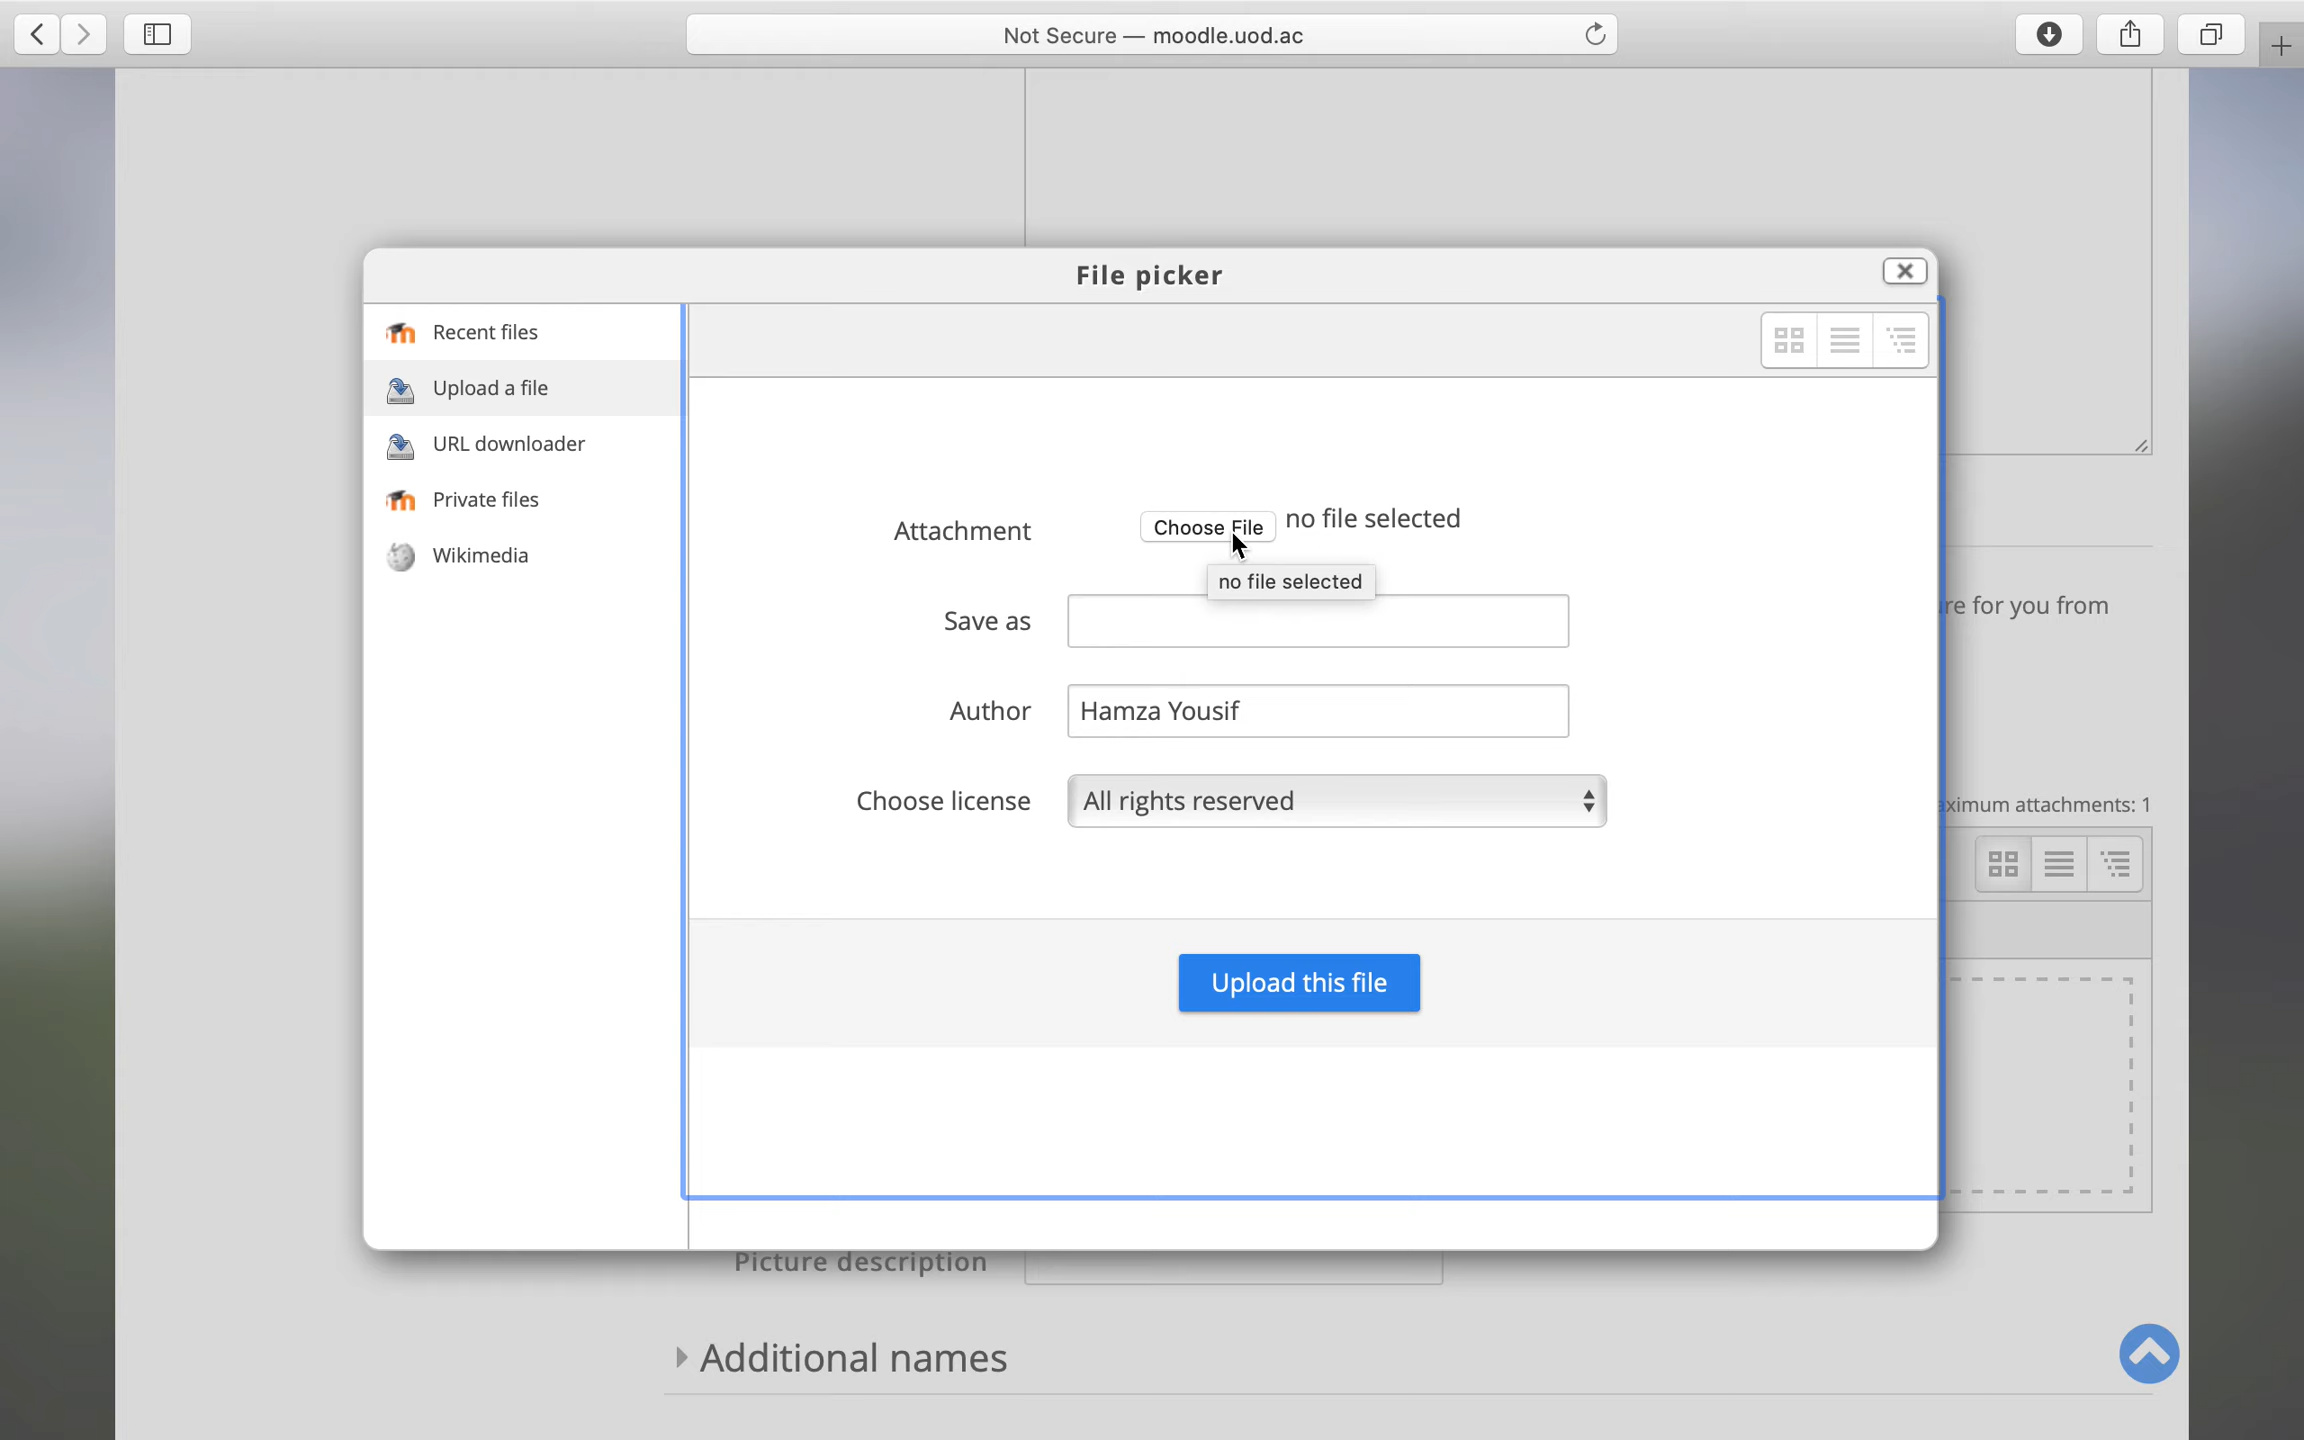 Not Secure — moodle.uod.ac
File picker
Recent files
Upload a file
URL downloader
Private files
Wikimedia
Attachment
Choose File no file selected
no file selected
Save as
Author
Hamza Yousif
Choose license
All rights reserved
Upload this file
re for you from
aximum attachments: 1
Picture description
Additional names